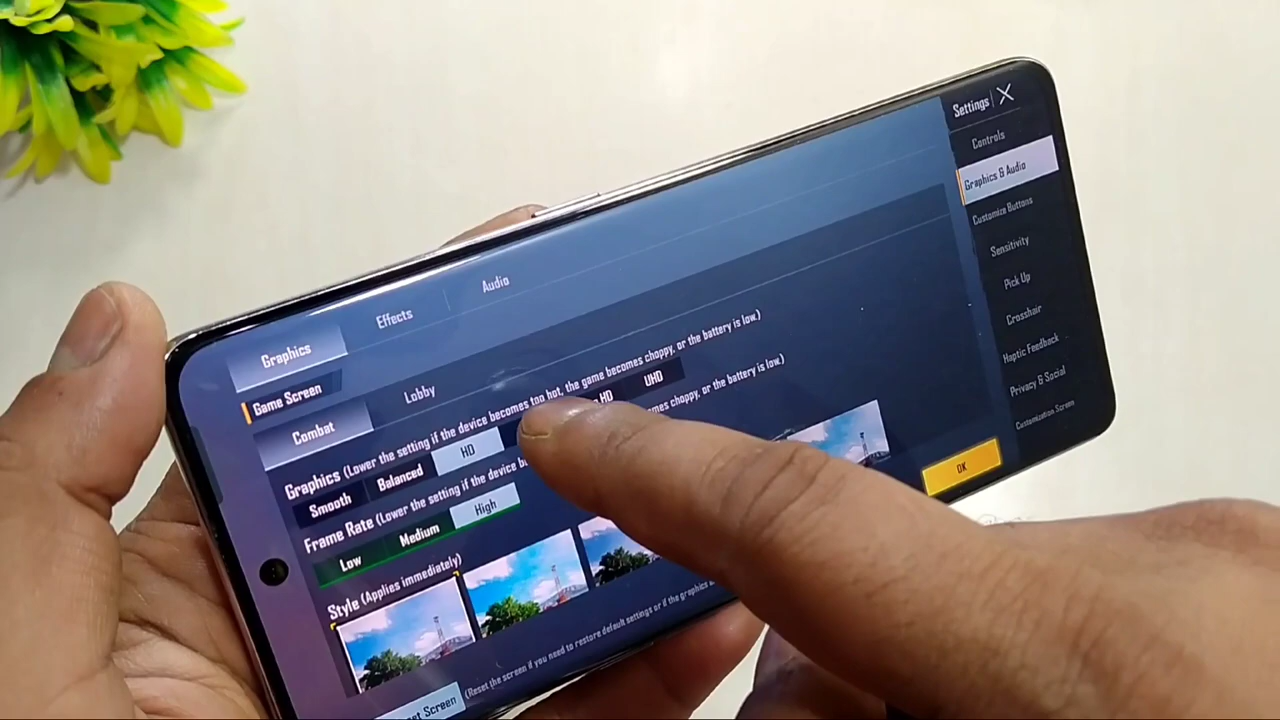 Settings
Controls
Graphics & Audio
Customize Buttons
Sensitivity
Pick Up
Crosshair
Haptic Feedback
Privacy & Social
Customization Screen
Graphics
Effects
Audio
Game Screen
Combat
Lobby
Graphics (Lower the setting if the device becomes too hot, the game becomes choppy, or the battery is low.)
Smooth
Balanced
HD
HD
UHD
Frame Rate (Lower the setting if the device
becomes choppy, or the battery is low.)
Low
Medium
High
Style (Applies immediately)
Screen
(Reset the screen if you need to restore default settings or if the graphics
OK